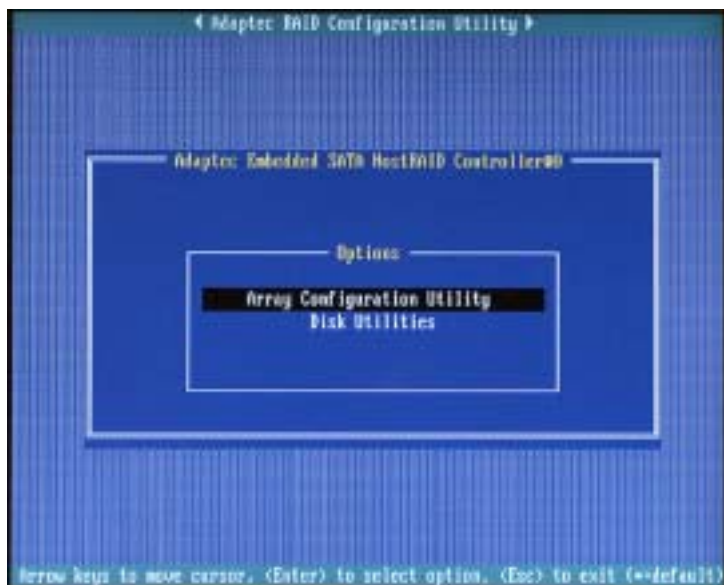 Adaptec RAID Configuration Utility
Adaptec Embedded SATA HostRAID Controller#0
Options
Array Configuration Utility
Disk Utilities
Arrow keys to move cursor, <Enter> to select option, <Esc> to exit (*=default)